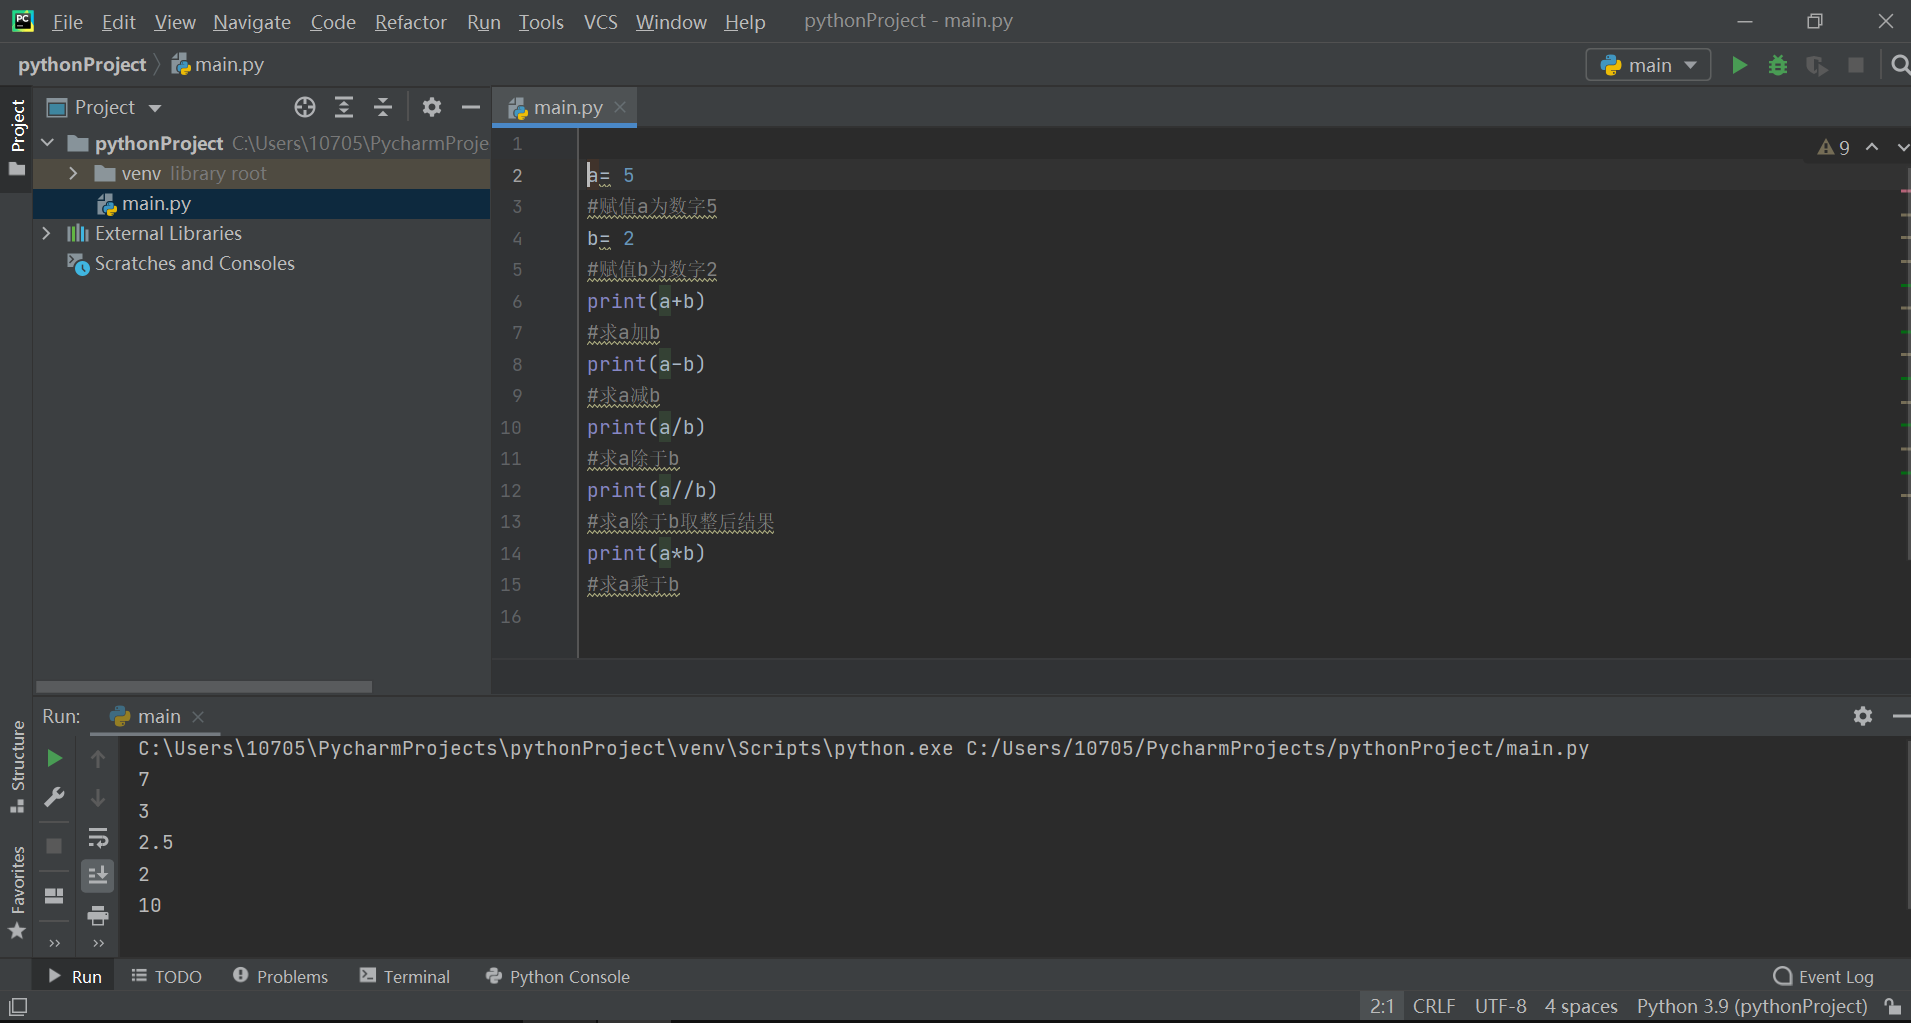 File Edit View Navigate Code Refactor Run Tools VCS Window Help pythonProject - main.py
pythonProject main.py
main
Project
Project
main.py
pythonProject C:\Users\10705\PycharmProje
venv library root
main.py
External Libraries
Scratches and Consoles
9
1
2 a= 5
3 #赋值a为数字5
4 b= 2
5 #赋值b为数字2
6 print(a+b)
7 #求a加b
8 print(a-b)
9 #求a减b
10 print(a/b)
11 #求a除于b
12 print(a//b)
13 #求a除于b取整后结果
14 print(a*b)
15 #求a乘于b
16
Structure
Favorites
Run: main
C:\Users\10705\PycharmProjects\pythonProject\venv\Scripts\python.exe C:/Users/10705/PycharmProjects/pythonProject/main.py
7
3
2.5
2
10
Run TODO Problems Terminal Python Console Event Log
2:1 CRLF UTF-8 4 spaces Python 3.9 (pythonProject)